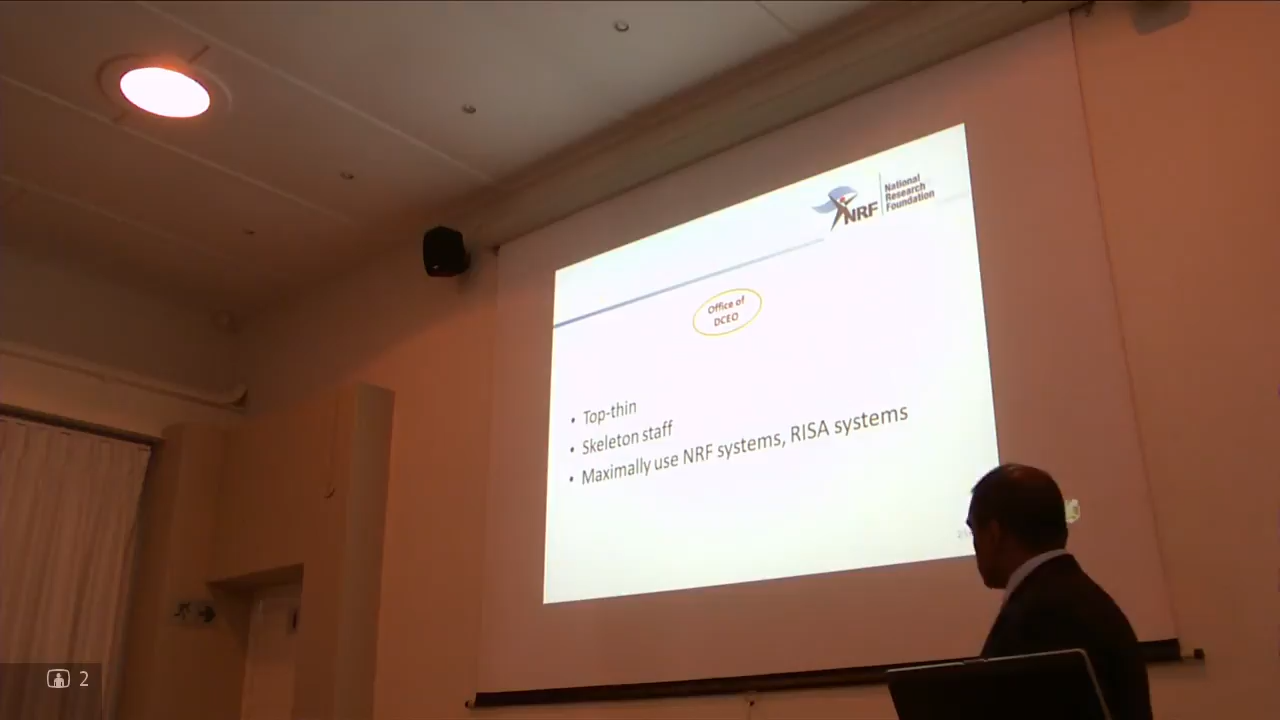 NRF
National
Research
Foundation
Office of
DCEO
• Top-thin
• Skeleton staff
• Maximally use NRF systems, RISA systems
2